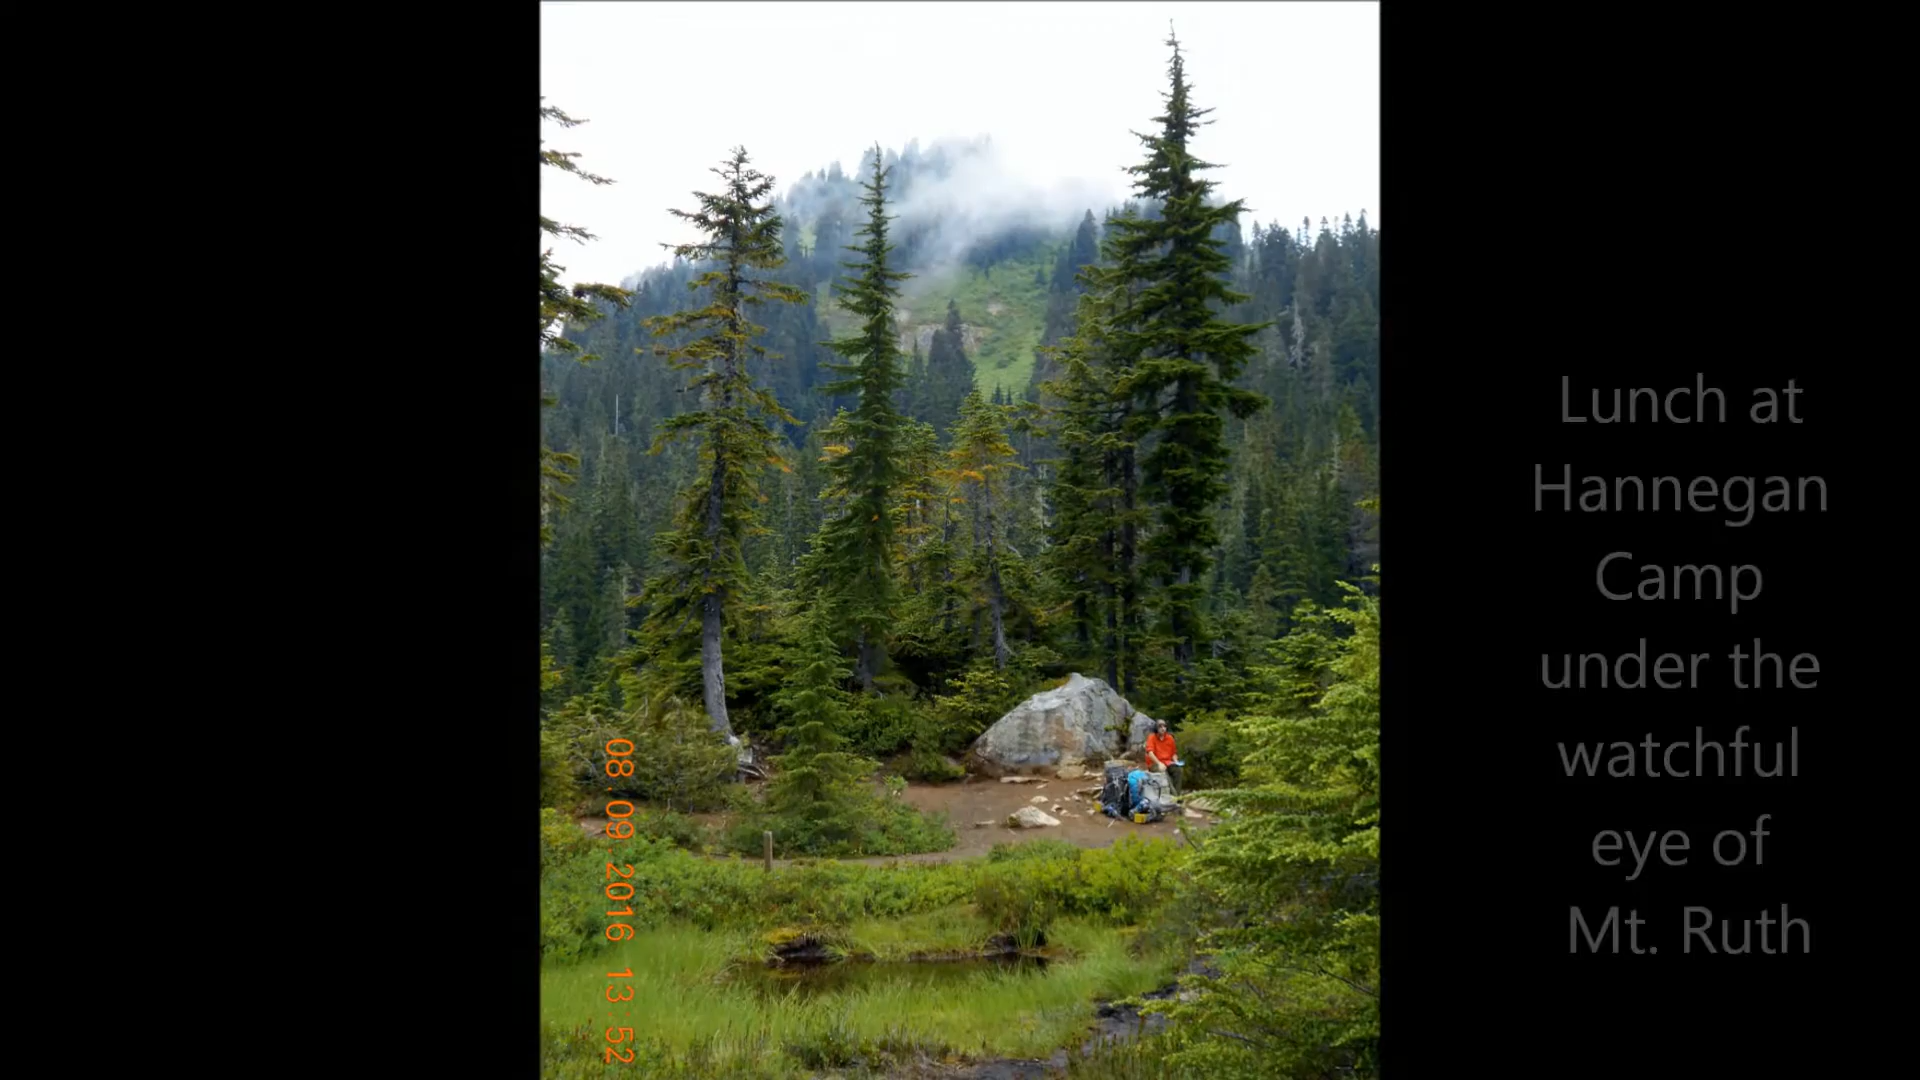 08.09.2016 13:52
Lunch at
Hannegan
Camp
under the
watchful
eye of
Mt. Ruth